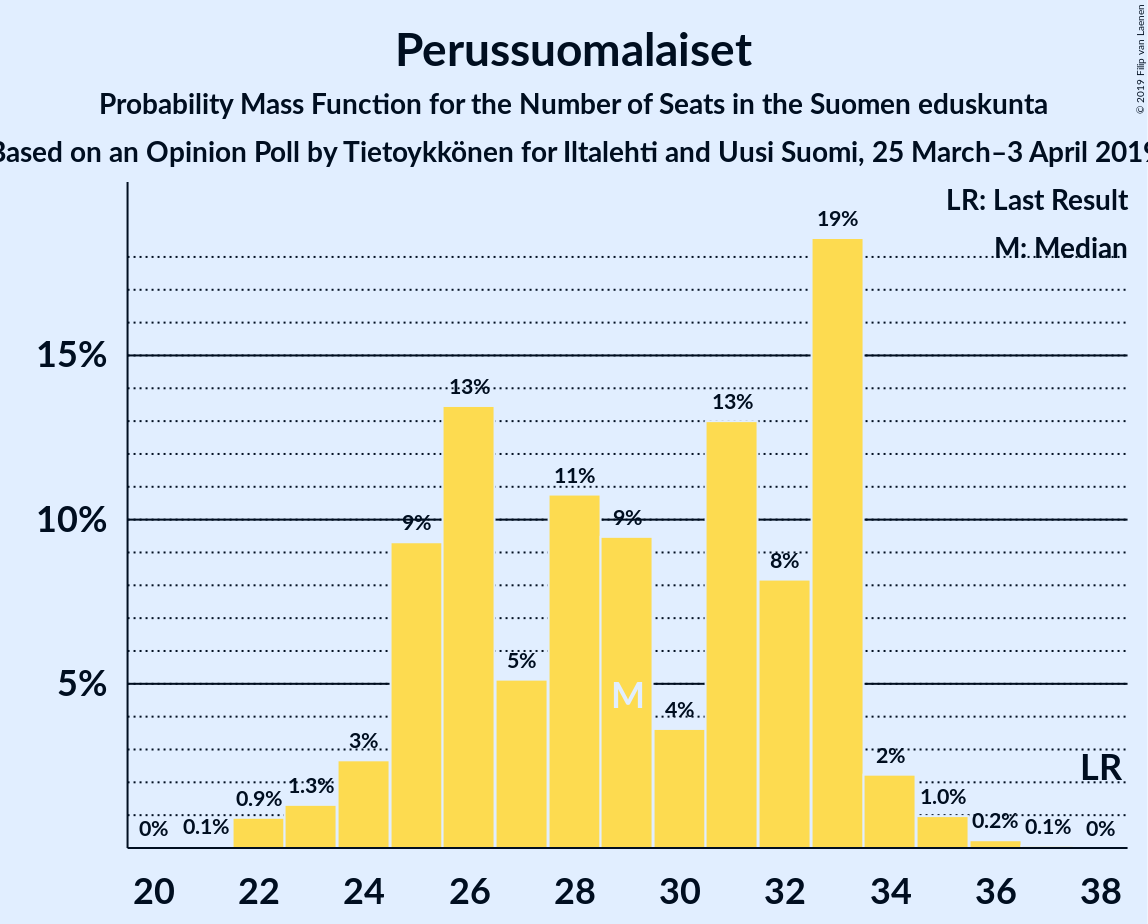 Perussuomalaiset
Probability Mass Function for the Number of Seats in the Suomen eduskunta
Based on an Opinion Poll by Tietoykkönen for Iltalehti and Uusi Suomi, 25 March–3 April 2019
© 2019 Filip van Laenen
LR: Last Result
M: Median
15%
10%
5%
0%
0.1%
0.9%
1.3%
3%
9%
13%
5%
11%
9%
4%
13%
8%
19%
2%
1.0%
0.2%
0.1%
0%
M
LR
20 22 24 26 28 30 32 34 36 38